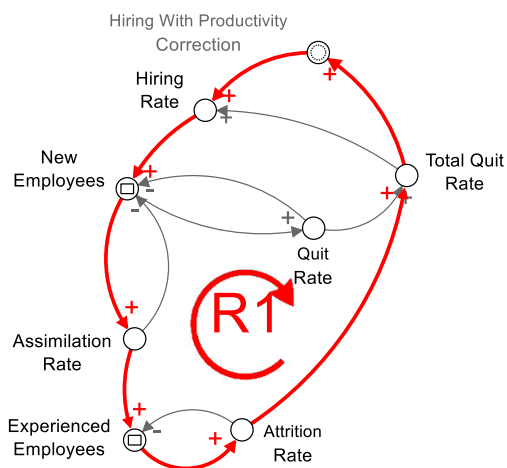 Hiring With Productivity
Correction
+
Hiring
Rate
+
+
New
Employees
+
-
-
Total Quit
Rate
+
+
+
Quit
Rate
R1
+
Assimilation
Rate
+
Experienced
Employees
-
+
Attrition
Rate